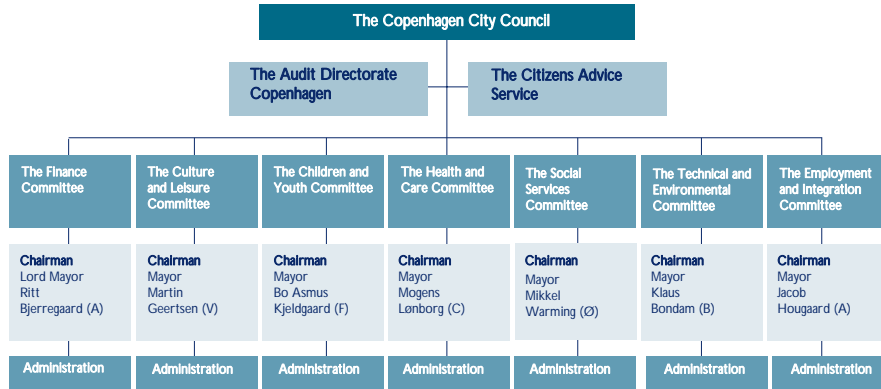 The Copenhagen City Council
The Audit Directorate
Copenhagen
The Citizens Advice
Service
The Finance
Committee
The Culture
and Leisure
Committee
The Children and
Youth Committee
The Health and
Care Committee
The Social
Services
Committee
The Technical and
Environmental
Committee
The Employment
and Integration
Committee
Chairman
Lord Mayor
Ritt
Bjerregaard (A)
Chairman
Mayor
Martin
Geertsen (V)
Chairman
Mayor
Bo Asmus
Kjeldgaard (F)
Chairman
Mayor
Mogens
Lønborg (C)
Chairman
Mayor
Mikkel
Warming (Ø)
Chairman
Mayor
Klaus
Bondam (B)
Chairman
Mayor
Jacob
Hougaard (A)
Administration
Administration
Administration
Administration
Administration
Administration
Administration